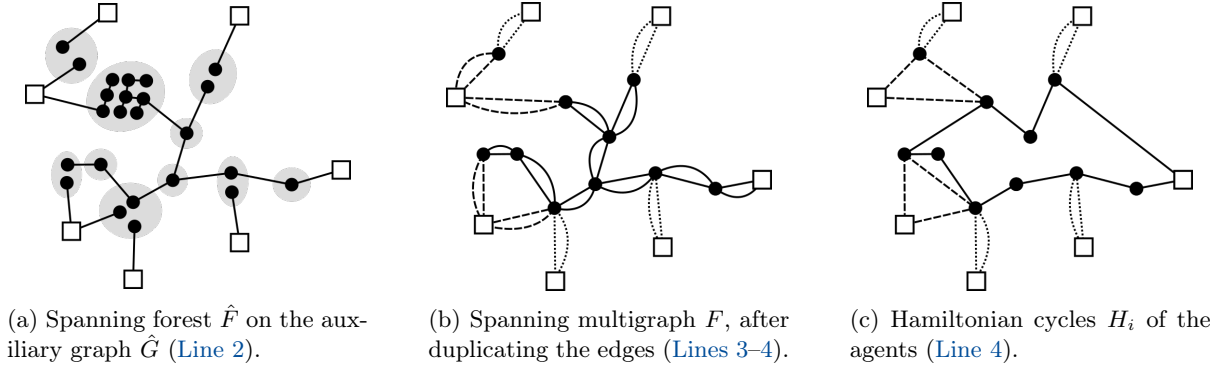 (a) Spanning forest F̂ on the aux-
iliary graph Ĝ (Line 2).
(b) Spanning multigraph F, after
duplicating the edges (Lines 3–4).
(c) Hamiltonian cycles Hᵢ of the
agents (Line 4).